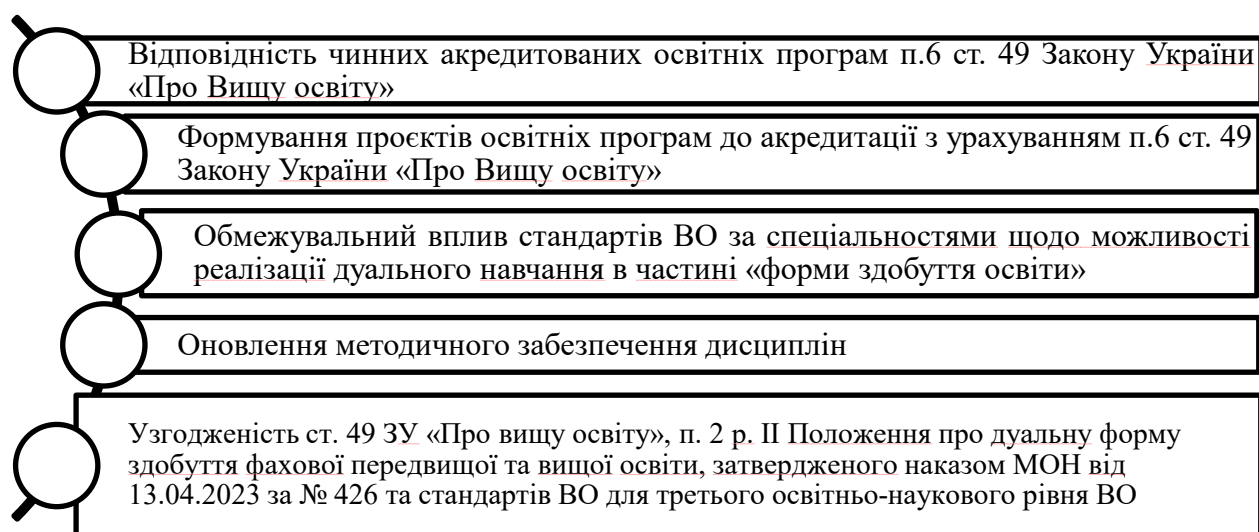 Відповідність чинних акредитованих освітніх програм п.6 ст. 49 Закону України
«Про Вищу освіту»
Формування проєктів освітніх програм до акредитації з урахуванням п.6 ст. 49
Закону України «Про Вищу освіту»
Обмежувальний вплив стандартів ВО за спеціальностями щодо можливості
реалізації дуального навчання в частині «форми здобуття освіти»
Оновлення методичного забезпечення дисциплін
Узгодженість ст. 49 ЗУ «Про вищу освіту», п. 2 р. ІІ Положення про дуальну форму
здобуття фахової передвищої та вищої освіти, затвердженого наказом МОН від
13.04.2023 за № 426 та стандартів ВО для третього освітньо-наукового рівня ВО